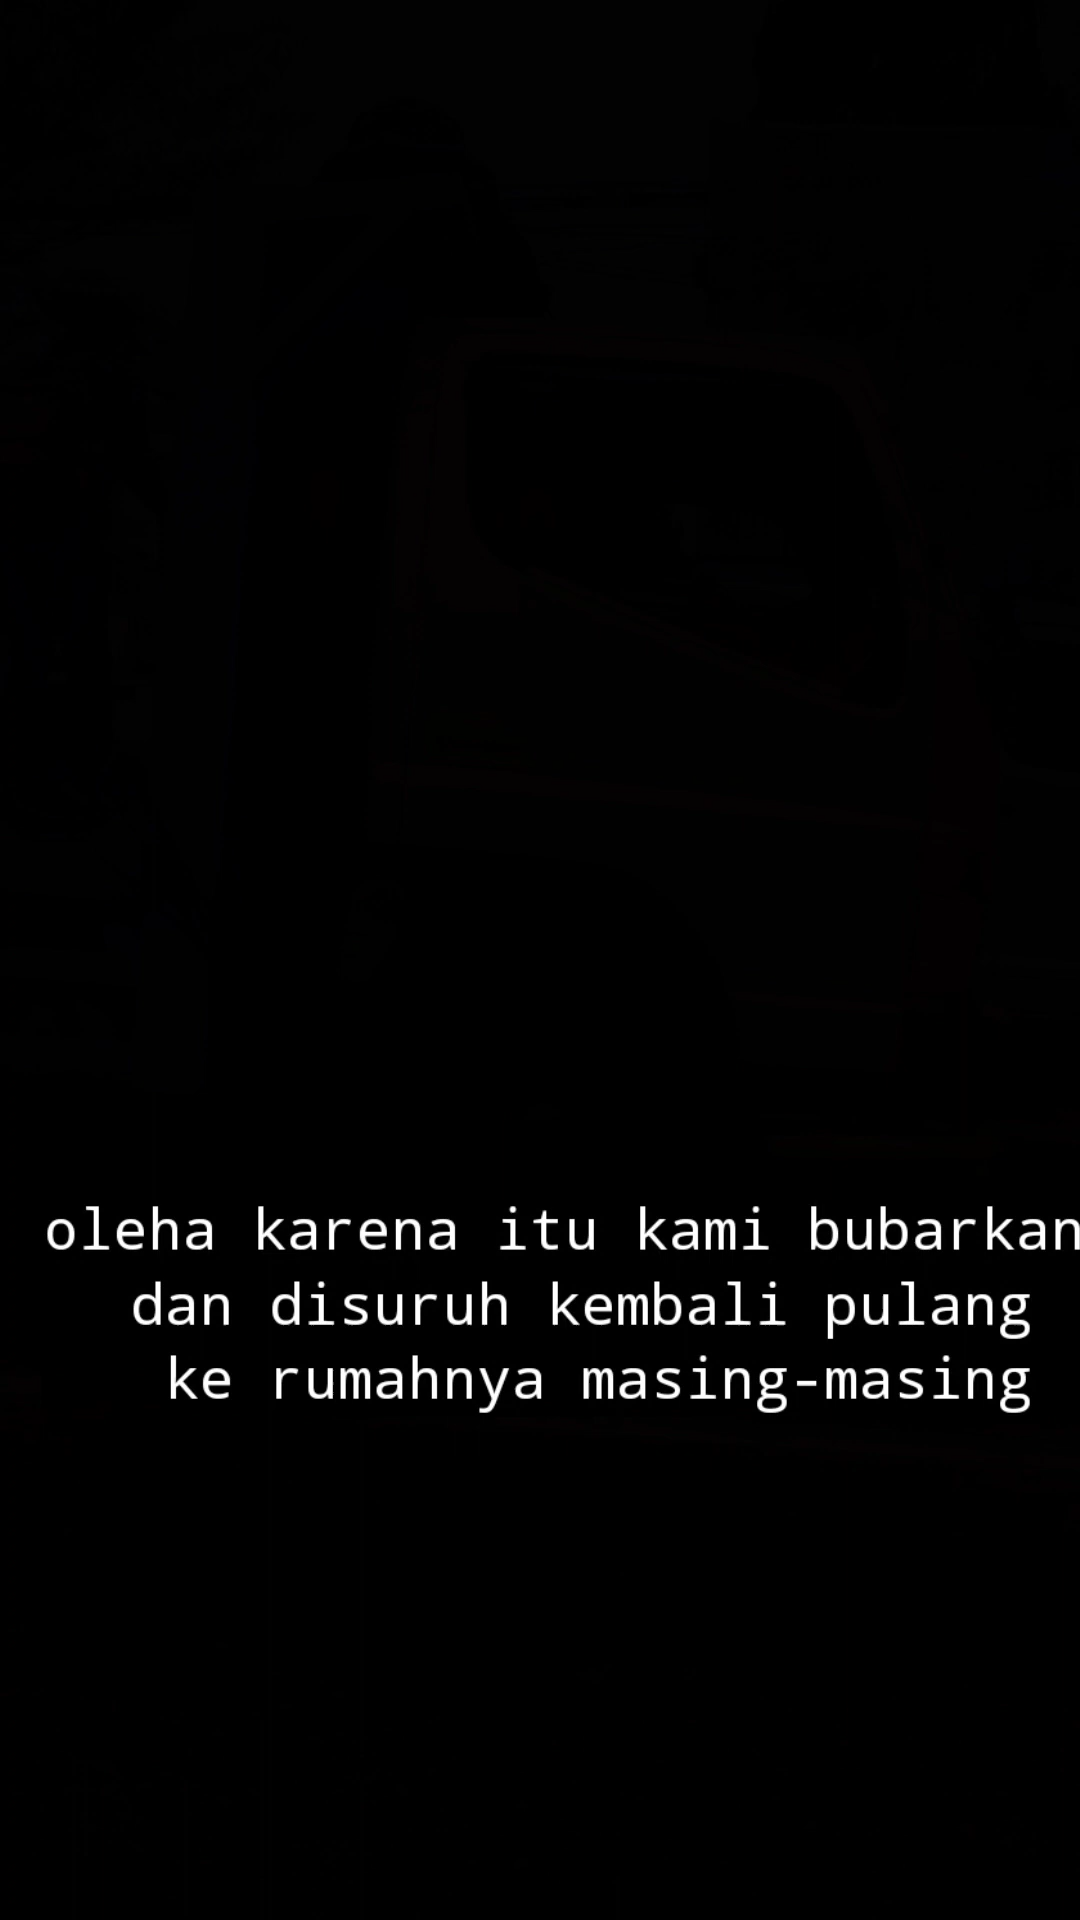 oleha karena itu kami bubarkan
dan disuruh kembali pulang
ke rumahnya masing-masing